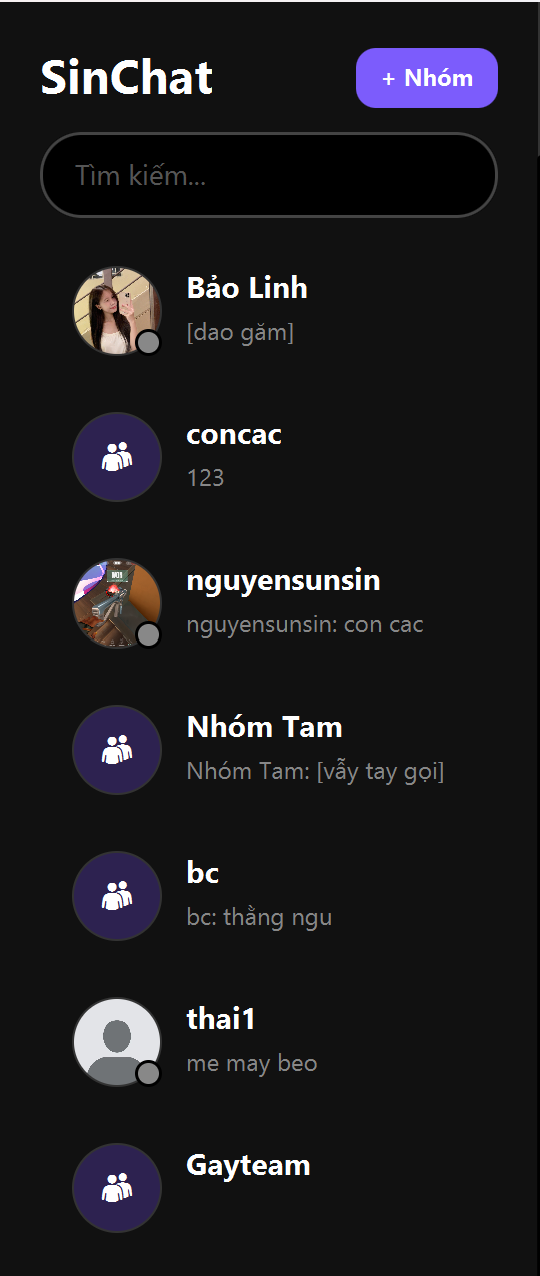 SinChat
+ Nhóm
Tìm kiếm...
Bảo Linh
[dao găm]
concac
123
nguyensunsin
nguyensunsin: con cac
Nhóm Tam
Nhóm Tam: [vẫy tay gọi]
bc
bc: thằng ngu
thai1
me may beo
Gayteam